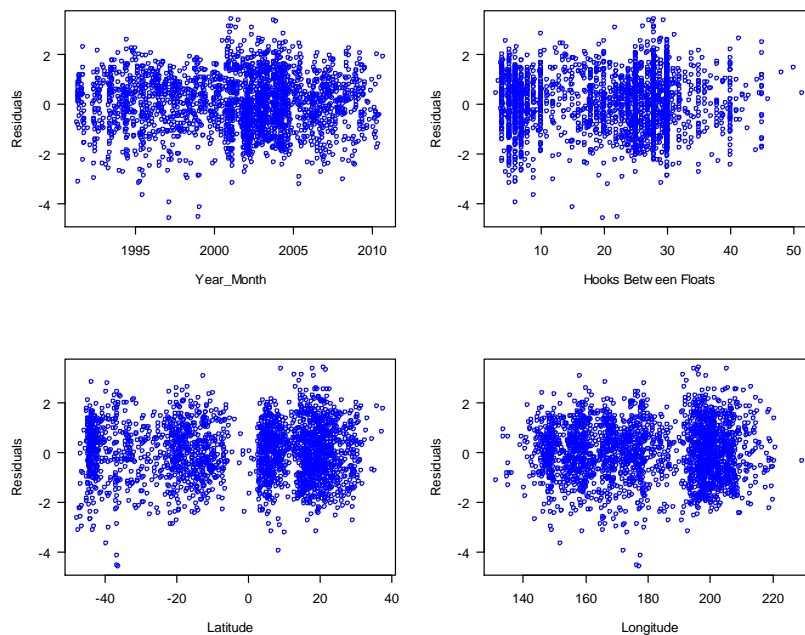 Residuals
2
0
-2
-4
1995 2000 2005 2010
Year_Month
Residuals
2
0
-2
-4
10 20 30 40 50
Hooks Between Floats
Residuals
2
0
-2
-4
-40 -20 0 20 40
Latitude
Residuals
2
0
-2
-4
140 160 180 200 220
Longitude